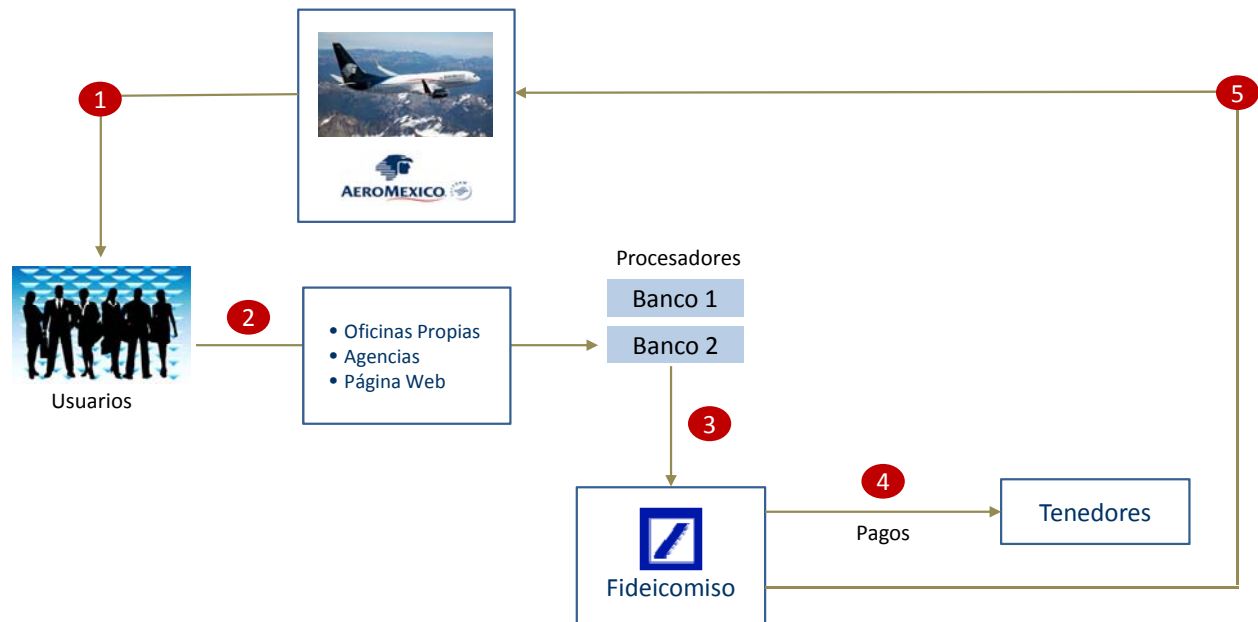 1
5
AEROMEXICO
Procesadores
Banco 1
2
• Oficinas Propias
Banco 2
• Agencias
• Página Web
Usuarios
3
4
Tenedores
Pagos
Fideicomiso